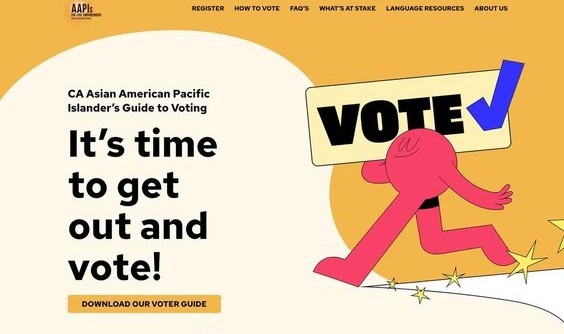 AAPIs
REGISTER HOW TO VOTE FAQ'S WHAT'S AT STAKE LANGUAGE RESOURCES ABOUT US
CA Asian American Pacific
Islander's Guide to Voting
VOTE
It's time
to get
out and
vote!
DOWNLOAD OUR VOTER GUIDE